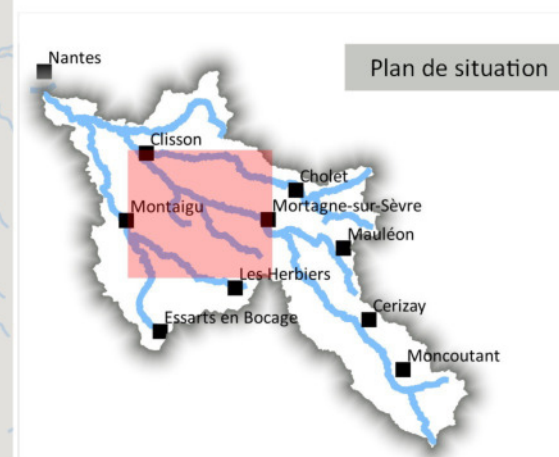 Nantes
Plan de situation
Clisson
Cholet
Montaigu
Mortagne-sur-Sèvre
Mauléon
Les Herbiers
Cerizay
Essarts en Bocage
Moncoutant